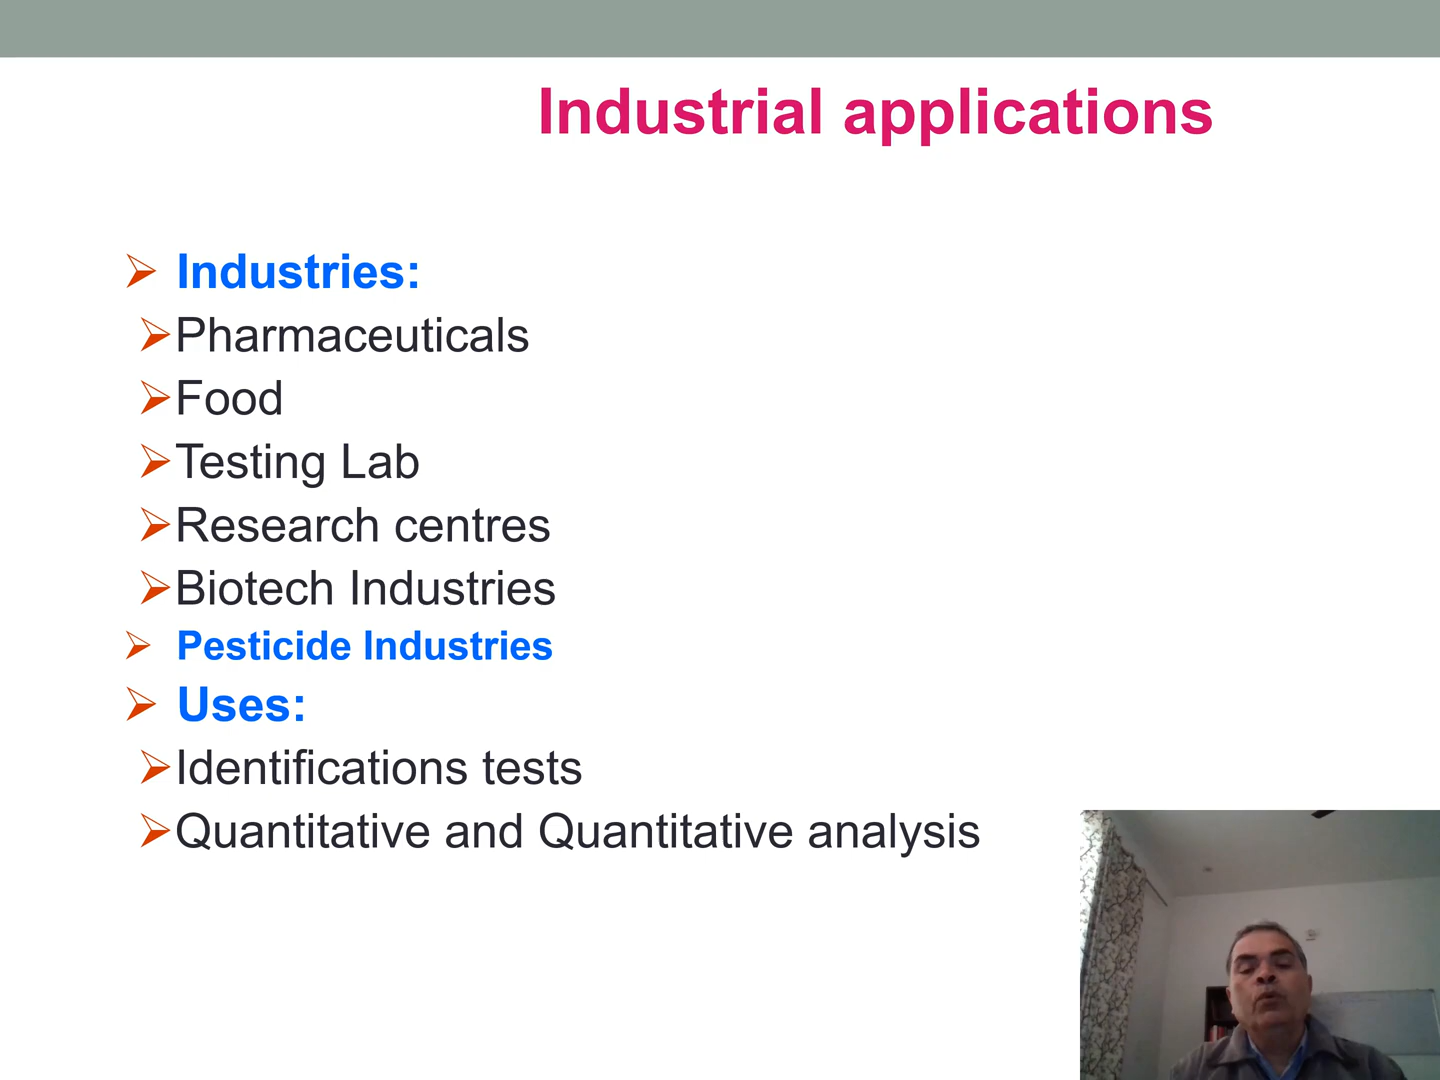 Industrial applications
Industries:
Pharmaceuticals
Food
Testing Lab
Research centres
Biotech Industries
Pesticide Industries
Uses:
Identifications tests
Quantitative and Quantitative analysis